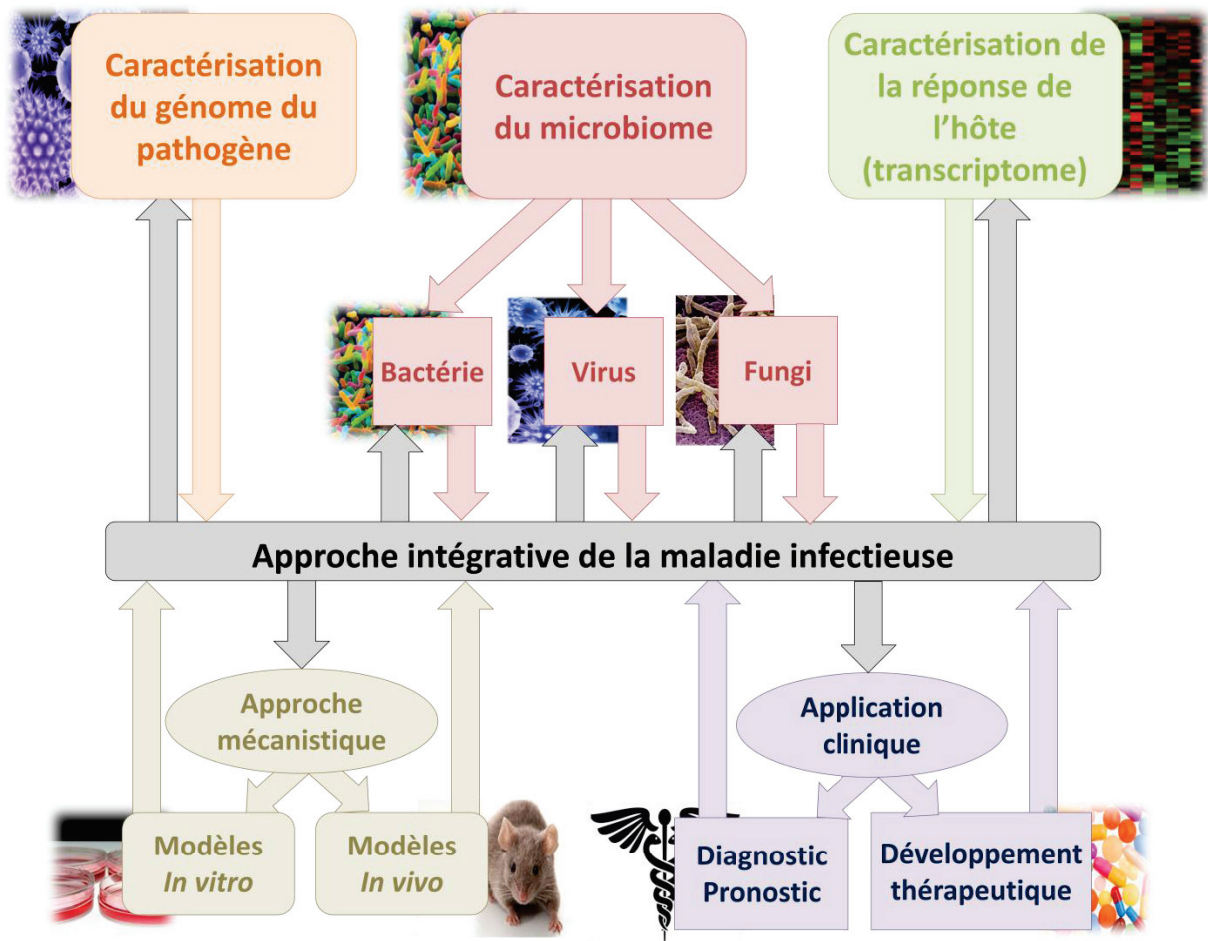 Caractérisation
du génome du
pathogène
Caractérisation
du microbiome
Caractérisation de
la réponse de
l’hôte
(transcriptome)
Bactérie
Virus
Fungi
Approche intégrative de la maladie infectieuse
Approche
mécanistique
Application
clinique
Modèles
In vitro
Modèles
In vivo
Diagnostic
Pronostic
Développement
thérapeutique